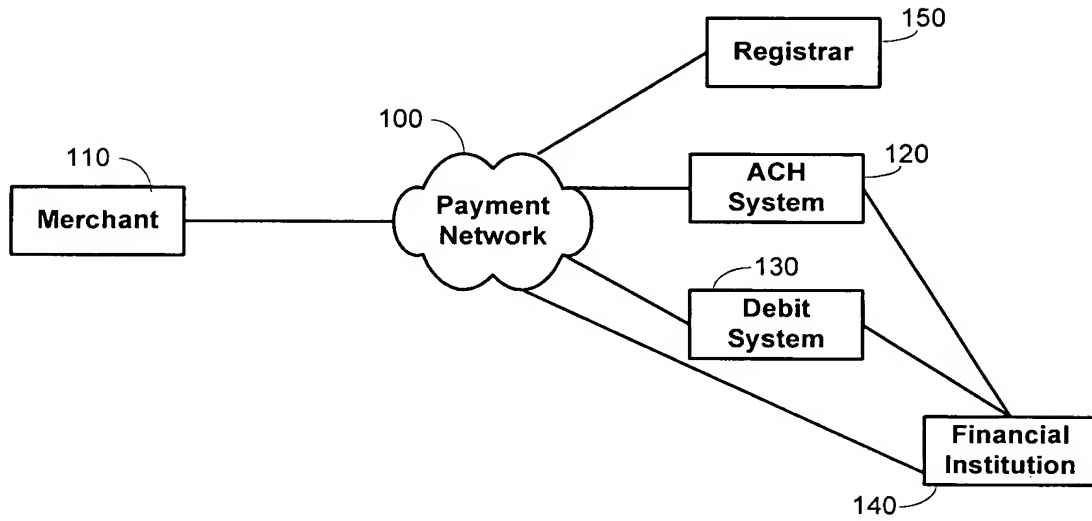 150
Registrar
100
110
120
ACH
System
Merchant
Payment
Network
130
Debit
System
Financial
Institution
140